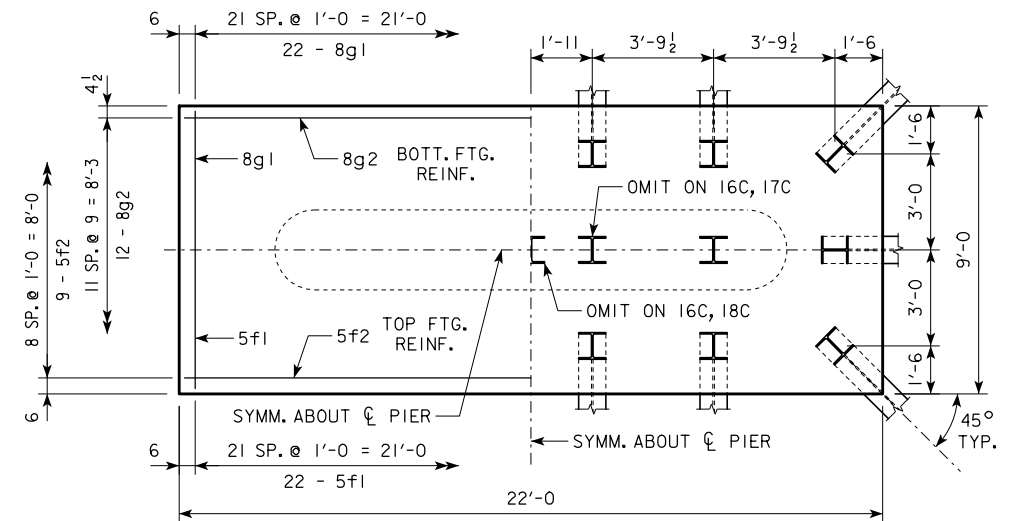 6
21 SP. @ 1'-0 = 21'-0
22 - 8g1
1'-11
3'-9½
3'-9½
1'-6
4½
8g1
8g2
BOTT. FTG.
REINF.
1'-6
OMIT ON 16C, 17C
3'-0
8 SP. @ 1'-0 = 8'-0
9 - 5f2
11 SP. @ 9 = 8'-3
12 - 8g2
9'-0
OMIT ON 16C, 18C
3'-0
5f1
5f2
TOP FTG.
REINF.
1'-6
6
SYMM. ABOUT ℄ PIER
45°
TYP.
SYMM. ABOUT ℄ PIER
6
21 SP. @ 1'-0 = 21'-0
22 - 5f1
22'-0